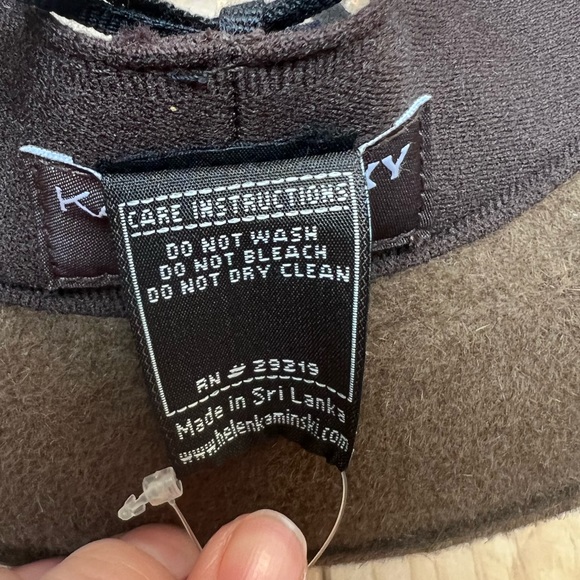 CARE INSTRUCTIONS
DO NOT WASH
DO NOT BLEACH
DO NOT DRY CLEAN
RN # 29219
Made in Sri Lanka
www.helenkaminski.com